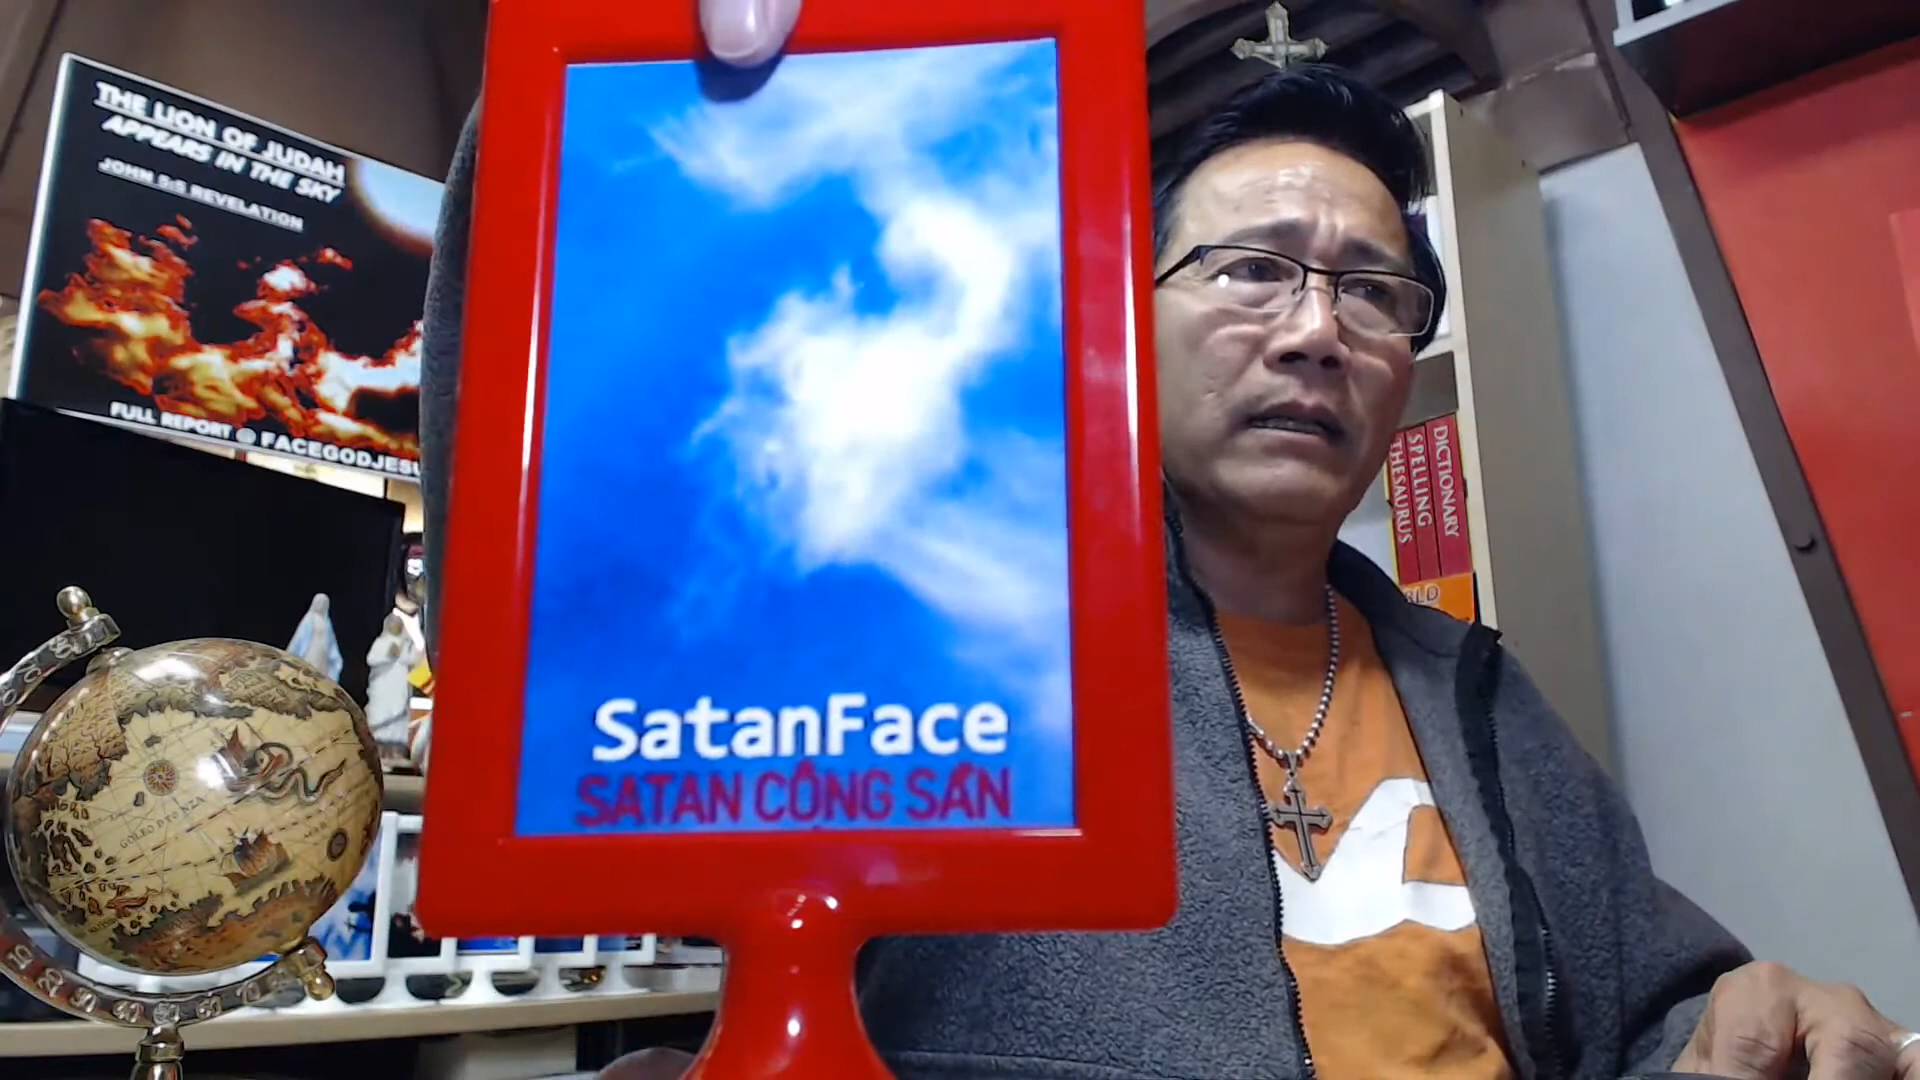 THE LION OF JUDAH
APPEARS IN THE SKY
JOHN 5:5 REVELATION
FULL REPORT @ FACEGODJESU
SatanFace
SATAN CỘNG SẢN
DICTIONARY
SPELLING
THESAURUS
RLD